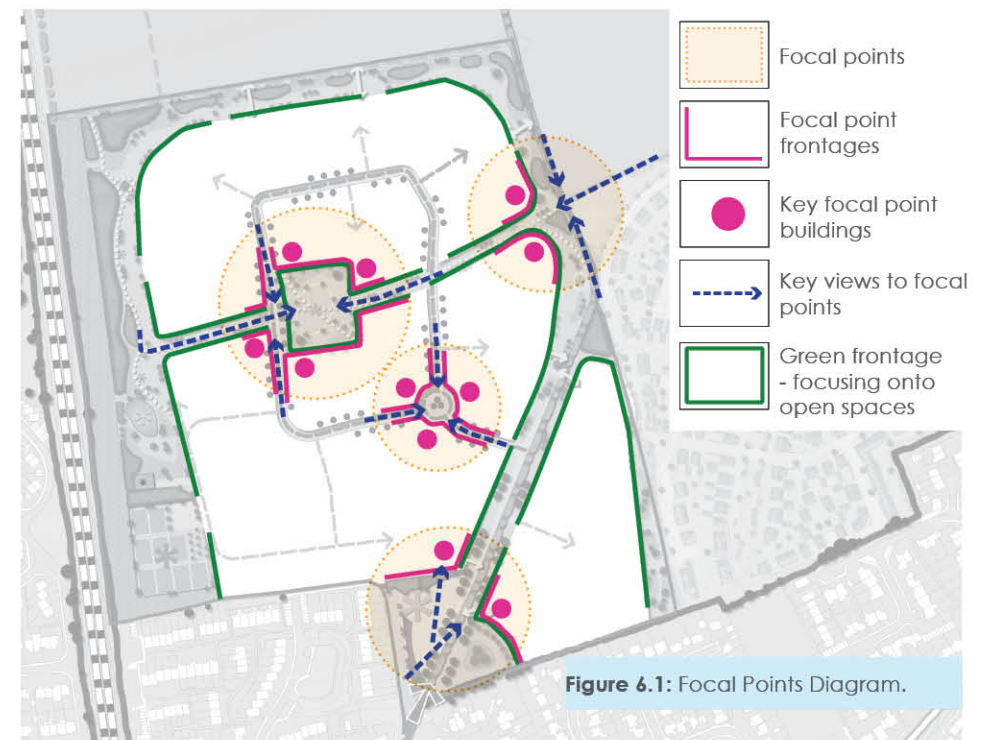 Focal points
Focal point
frontages
Key focal point
buildings
Key views to focal
points
Green frontage
- focusing onto
open spaces
Figure 6.1: Focal Points Diagram.